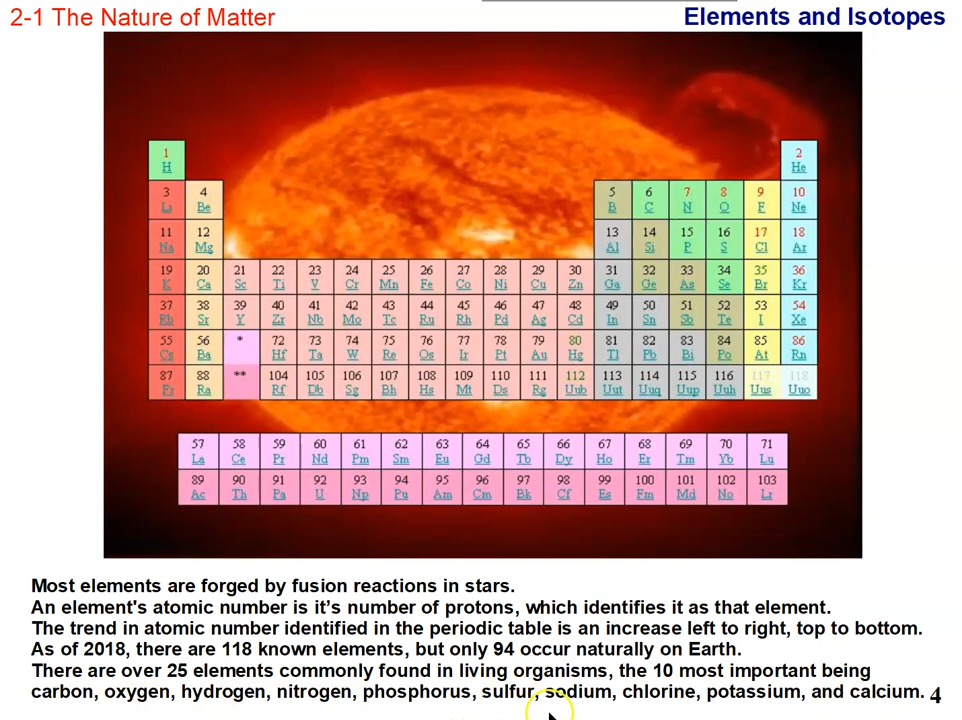 2-1 The Nature of Matter
Elements and Isotopes
1 2
H He
3 4 5 6 7 8 9 10
Li Be B C N O F Ne
11 12 13 14 15 16 17 18
Na Mg Al Si P S Cl Ar
19 20 21 22 23 24 25 26 27 28 29 30 31 32 33 34 35 36
K Ca Sc Ti V Cr Mn Fe Co Ni Cu Zn Ga Ge As Se Br Kr
37 38 39 40 41 42 43 44 45 46 47 48 49 50 51 52 53 54
Rb Sr Y Zr Nb Mo Tc Ru Rh Pd Ag Cd In Sn Sb Te I Xe
55 56 * 72 73 74 75 76 77 78 79 80 81 82 83 84 85 86
Cs Ba Hf Ta W Re Os Ir Pt Au Hg Tl Pb Bi Po At Rn
87 88 ** 104 105 106 107 108 109 110 111 112 113 114 115 116 117 118
Fr Ra Rf Db Sg Bh Hs Mt Ds Rg Uub Uut Uuq Uup Uuh Uus Uuo
57 58 59 60 61 62 63 64 65 66 67 68 69 70 71
La Ce Pr Nd Pm Sm Eu Gd Tb Dy Ho Er Tm Yb Lu
89 90 91 92 93 94 95 96 97 98 99 100 101 102 103
Ac Th Pa U Np Pu Am Cm Bk Cf Es Fm Md No Lr
Most elements are forged by fusion reactions in stars.
An element's atomic number is it’s number of protons, which identifies it as that element.
The trend in atomic number identified in the periodic table is an increase left to right, top to bottom.
As of 2018, there are 118 known elements, but only 94 occur naturally on Earth.
There are over 25 elements commonly found in living organisms, the 10 most important being
carbon, oxygen, hydrogen, nitrogen, phosphorus, sulfur, sodium, chlorine, potassium, and calcium.
4